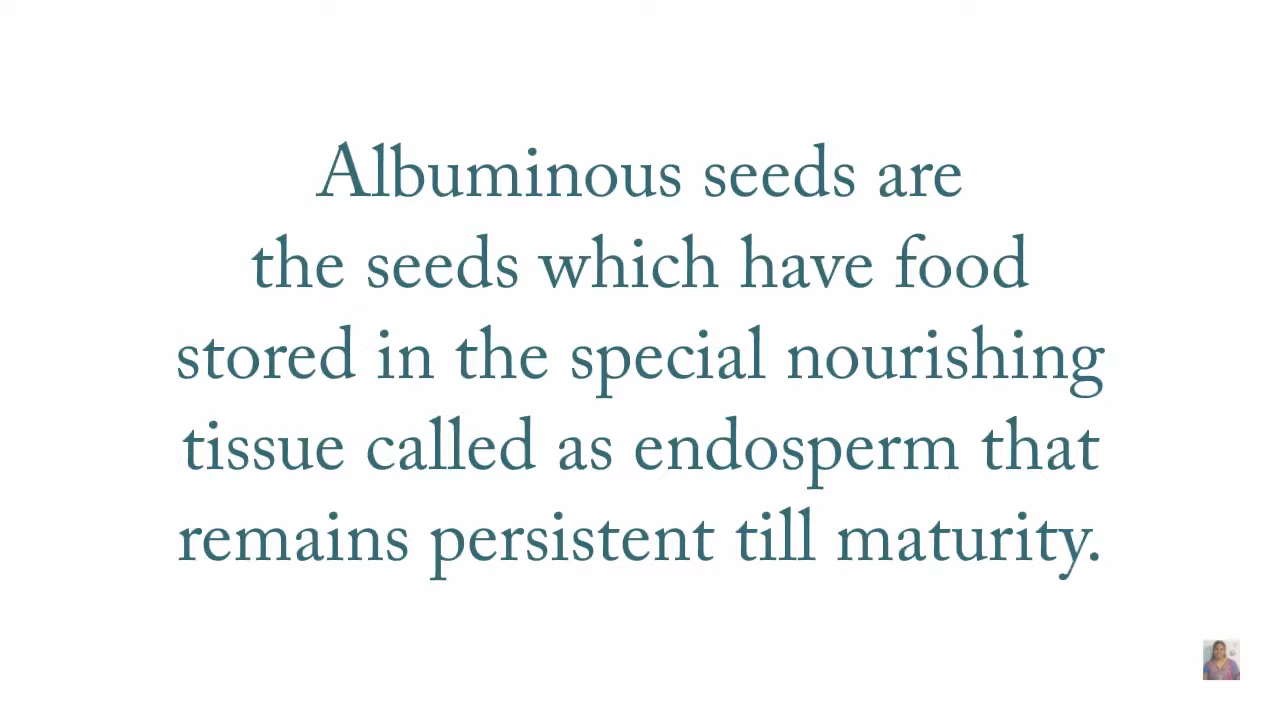 Albuminous seeds are
the seeds which have food
stored in the special nourishing
tissue called as endosperm that
remains persistent till maturity.